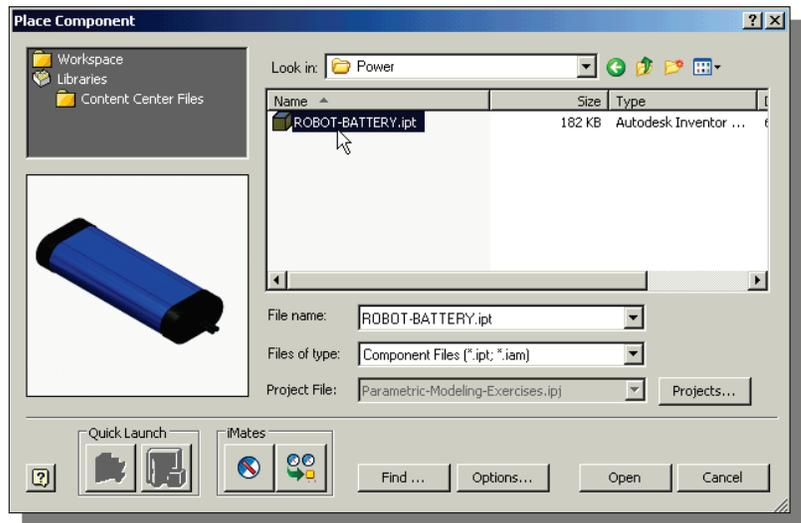 Place Component
Workspace
Libraries
Content Center Files
Look in: Power
Name Size Type
ROBOT-BATTERY.ipt 182 KB Autodesk Inventor ...
File name: ROBOT-BATTERY.ipt
Files of type: Component Files (*.ipt; *.iam)
Project File: Parametric-Modeling-Exercises.ipj Projects...
Quick Launch iMates
Find ... Options... Open Cancel